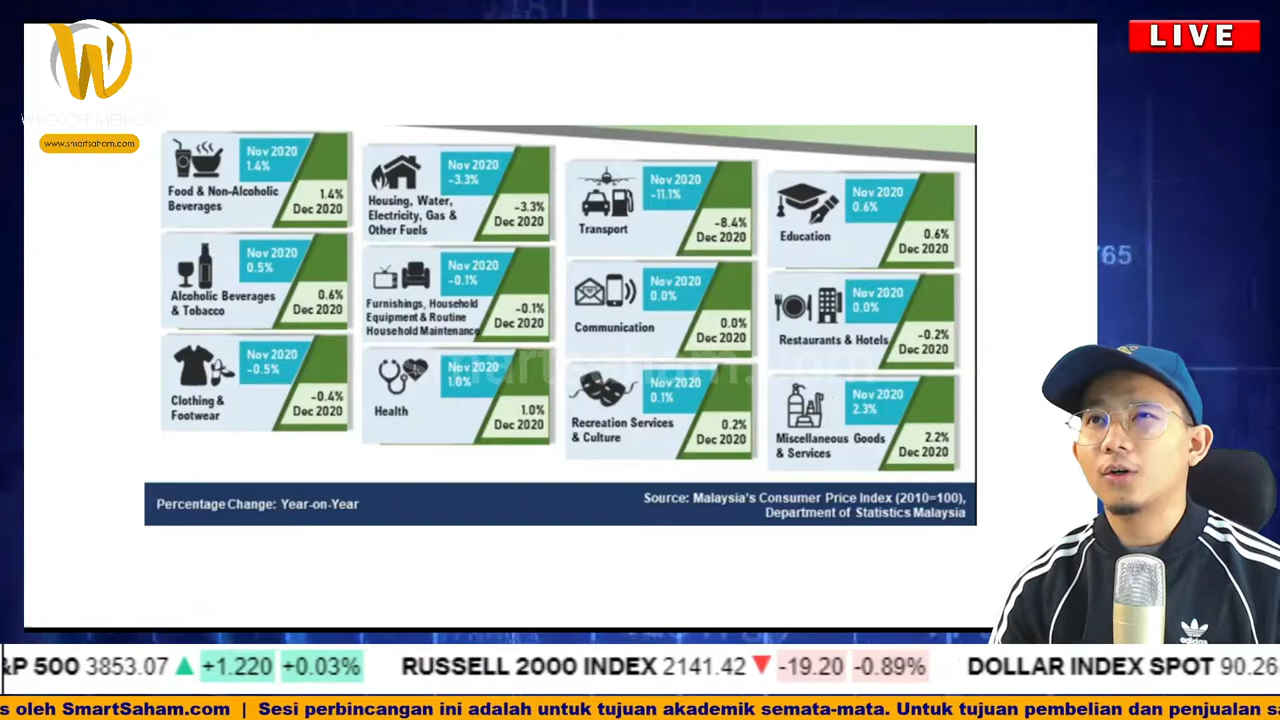 W
WYCKOFF METHOD
www.smartsaham.com
LIVE
Nov 2020
1.4%
Food & Non-Alcoholic
Beverages
1.4%
Dec 2020
Nov 2020
0.5%
Alcoholic Beverages
& Tobacco
0.6%
Dec 2020
Nov 2020
-0.5%
Clothing &
Footwear
-0.4%
Dec 2020
Nov 2020
-3.3%
Housing, Water,
Electricity, Gas &
Other Fuels
-3.3%
Dec 2020
Nov 2020
-0.1%
Furnishings, Household
Equipment & Routine
Household Maintenance
-0.1%
Dec 2020
Nov 2020
1.0%
Health
1.0%
Dec 2020
Nov 2020
-11.1%
Transport
-8.4%
Dec 2020
Nov 2020
0.0%
Communication
0.0%
Dec 2020
Nov 2020
0.1%
Recreation Services
& Culture
0.2%
Dec 2020
Nov 2020
0.6%
Education
0.6%
Dec 2020
Nov 2020
0.0%
Restaurants & Hotels
-0.2%
Dec 2020
Nov 2020
2.3%
Miscellaneous Goods
& Services
2.2%
Dec 2020
Percentage Change: Year-on-Year
Source: Malaysia's Consumer Price Index (2010=100),
Department of Statistics Malaysia
765
adidas
&P 500 3853.07 ▲ +1.220 +0.03% RUSSELL 2000 INDEX 2141.42 ▼ -19.20 -0.89% DOLLAR INDEX SPOT 90.26
s oleh SmartSaham.com | Sesi perbincangan ini adalah untuk tujuan akademik semata-mata. Untuk tujuan pembelian dan penjualan sa